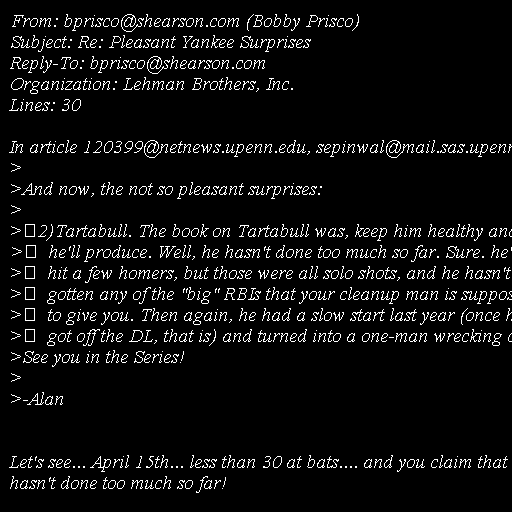 From: bprisco@shearson.com (Bobby Prisco)
Subject: Re: Pleasant Yankee Surprises
Reply-To: bprisco@shearson.com
Organization: Lehman Brothers, Inc.
Lines: 30

In article 120399@netnews.upenn.edu, sepinwal@mail.sas.upenn
>
>And now, the not so pleasant surprises:
>
>2)Tartabull. The book on Tartabull was, keep him healthy and
> he'll produce. Well, he hasn't done too much so far. Sure. he'
> hit a few homers, but those were all solo shots, and he hasn't
> gotten any of the "big" RBIs that your cleanup man is suppos
> to give you. Then again, he had a slow start last year (once h
> got off the DL, that is) and turned into a one-man wrecking
>See you in the Series!
>
>-Alan

Let's see... April 15th... less than 30 at bats.... and you claim that
hasn't done too much so far!